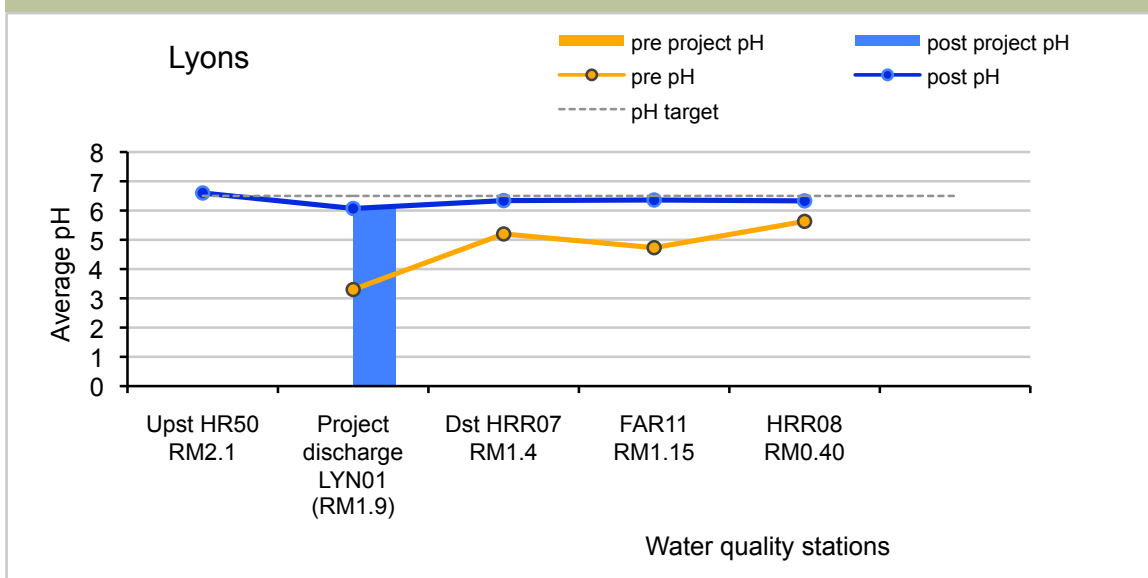 Lyons
pre project pH
post project pH
pre pH
post pH
pH target
Average pH
8
7
6
5
4
3
2
1
0
Upst HR50
RM2.1
Project
discharge
LYN01
(RM1.9)
Dst HRR07
RM1.4
FAR11
RM1.15
HRR08
RM0.40
Water quality stations